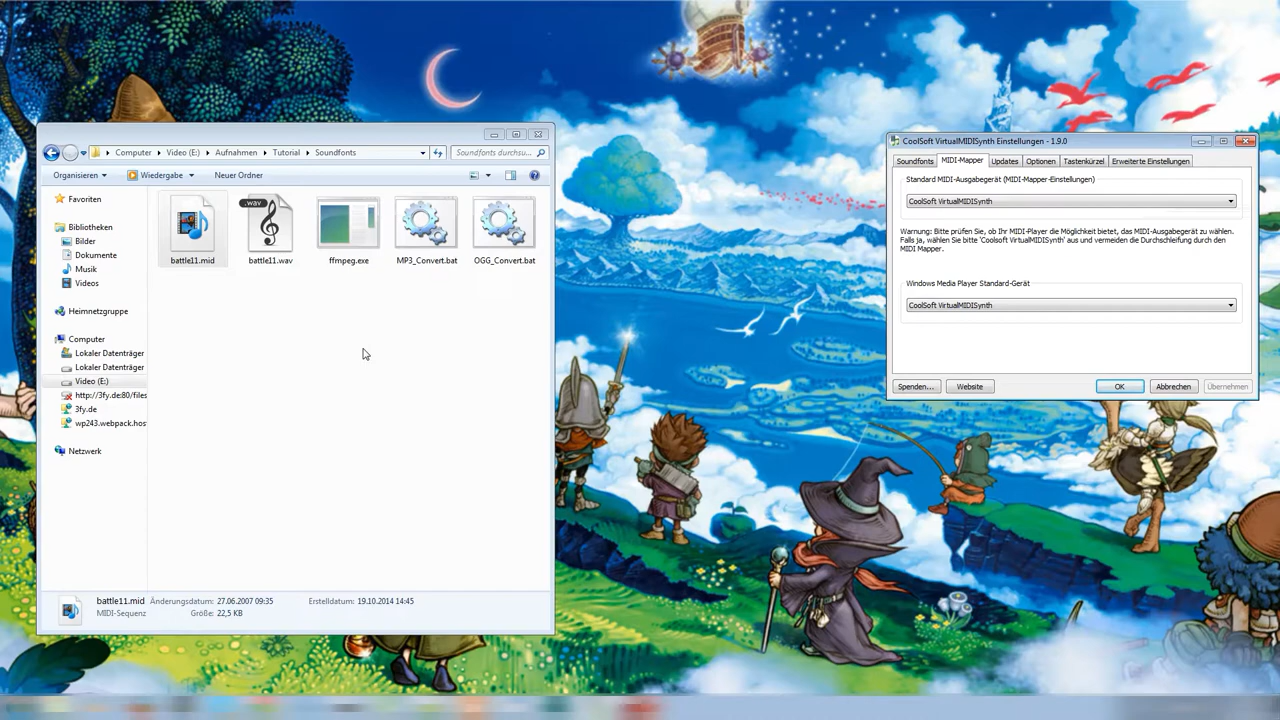 Computer
Video (E:)
Aufnahmen
Tutorial
Soundfonts
Soundfonts durchsu...
Organisieren
Wiedergabe
Neuer Ordner
Favoriten
Bibliotheken
Bilder
Dokumente
Musik
Videos
Heimnetzgruppe
Computer
Lokaler Datenträger
Lokaler Datenträger
Video (E:)
http://3fy.de:80/files
3fy.de
wp243.webpack.hos
Netzwerk
battle11.mid
.wav
battle11.wav
ffmpeg.exe
MP3_Convert.bat
OGG_Convert.bat
battle11.mid Änderungsdatum: 27.06.2007 09:35 Erstelldatum: 19.10.2014 14:45
MIDI-Sequenz Größe: 22,5 KB
CoolSoft VirtualMIDISynth Einstellungen - 1.9.0
Soundfonts MIDI-Mapper Updates Optionen Tastenkürzel Erweiterte Einstellungen
Standard MIDI-Ausgabegerät (MIDI-Mapper-Einstellungen)
CoolSoft VirtualMIDISynth
Warnung: Bitte prüfen Sie, ob Ihr MIDI-Player die Möglichkeit bietet, das MIDI-Ausgabegerät zu wählen.
Falls ja, wählen Sie bitte 'Coolsoft VirtualMIDISynth' aus und vermeiden die Durchschleifung durch den
MIDI Mapper.
Windows Media Player Standard-Gerät
CoolSoft VirtualMIDISynth
Spenden... Website OK Abbrechen Übernehmen